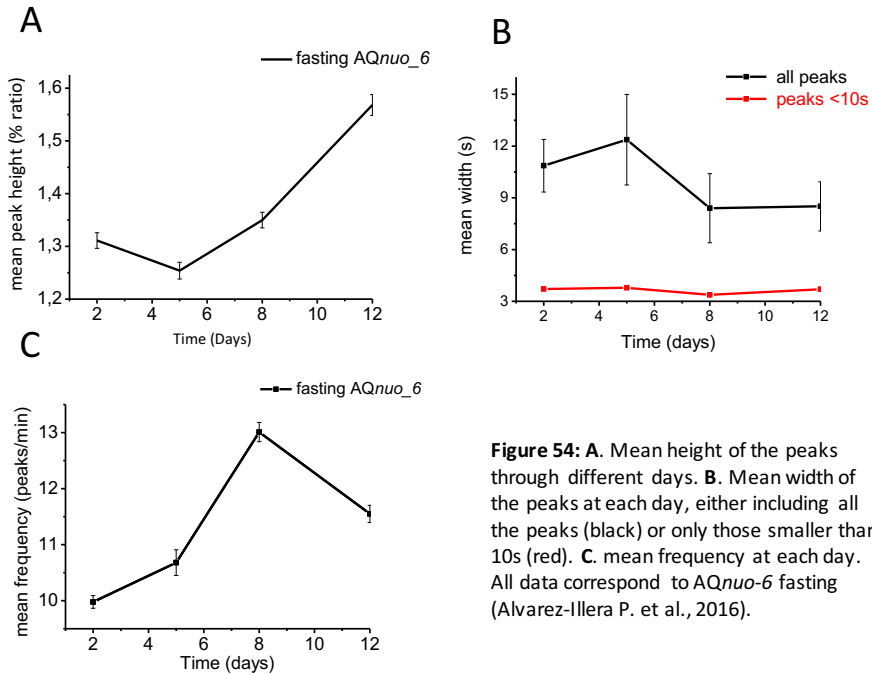 A
fasting AQnuo_6
1,6
1,5
1,4
1,3
1,2
mean peak height (% ratio)
2 4 6 8 10 12
Time (Days)
B
all peaks
peaks <10s
15
12
9
6
3
mean width (s)
2 4 6 8 10 12
Time (days)
C
fasting AQnuo_6
13
12
11
10
mean frequency (peaks/min)
2 4 6 8 10 12
Time (days)
Figure 54: A. Mean height of the peaks
through different days. B. Mean width of
the peaks at each day, either including all
the peaks (black) or only those smaller than
10s (red). C. mean frequency at each day.
All data correspond to AQnuo-6 fasting
(Alvarez-Illera P. et al., 2016).